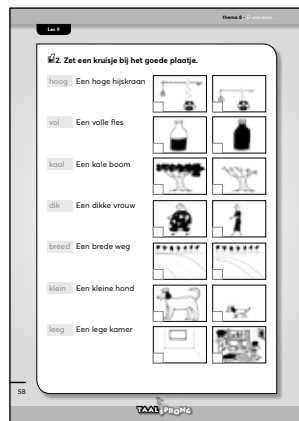 thema 8 •
Les 9
2. Zet een kruisje bij het goede plaatje.
hoog Een hoge hijskraan
vol Een volle fles
kaal Een kale boom
dik Een dikke vrouw
breed Een brede weg
klein Een kleine hond
leeg Een lege kamer
58
TAALSPRONG